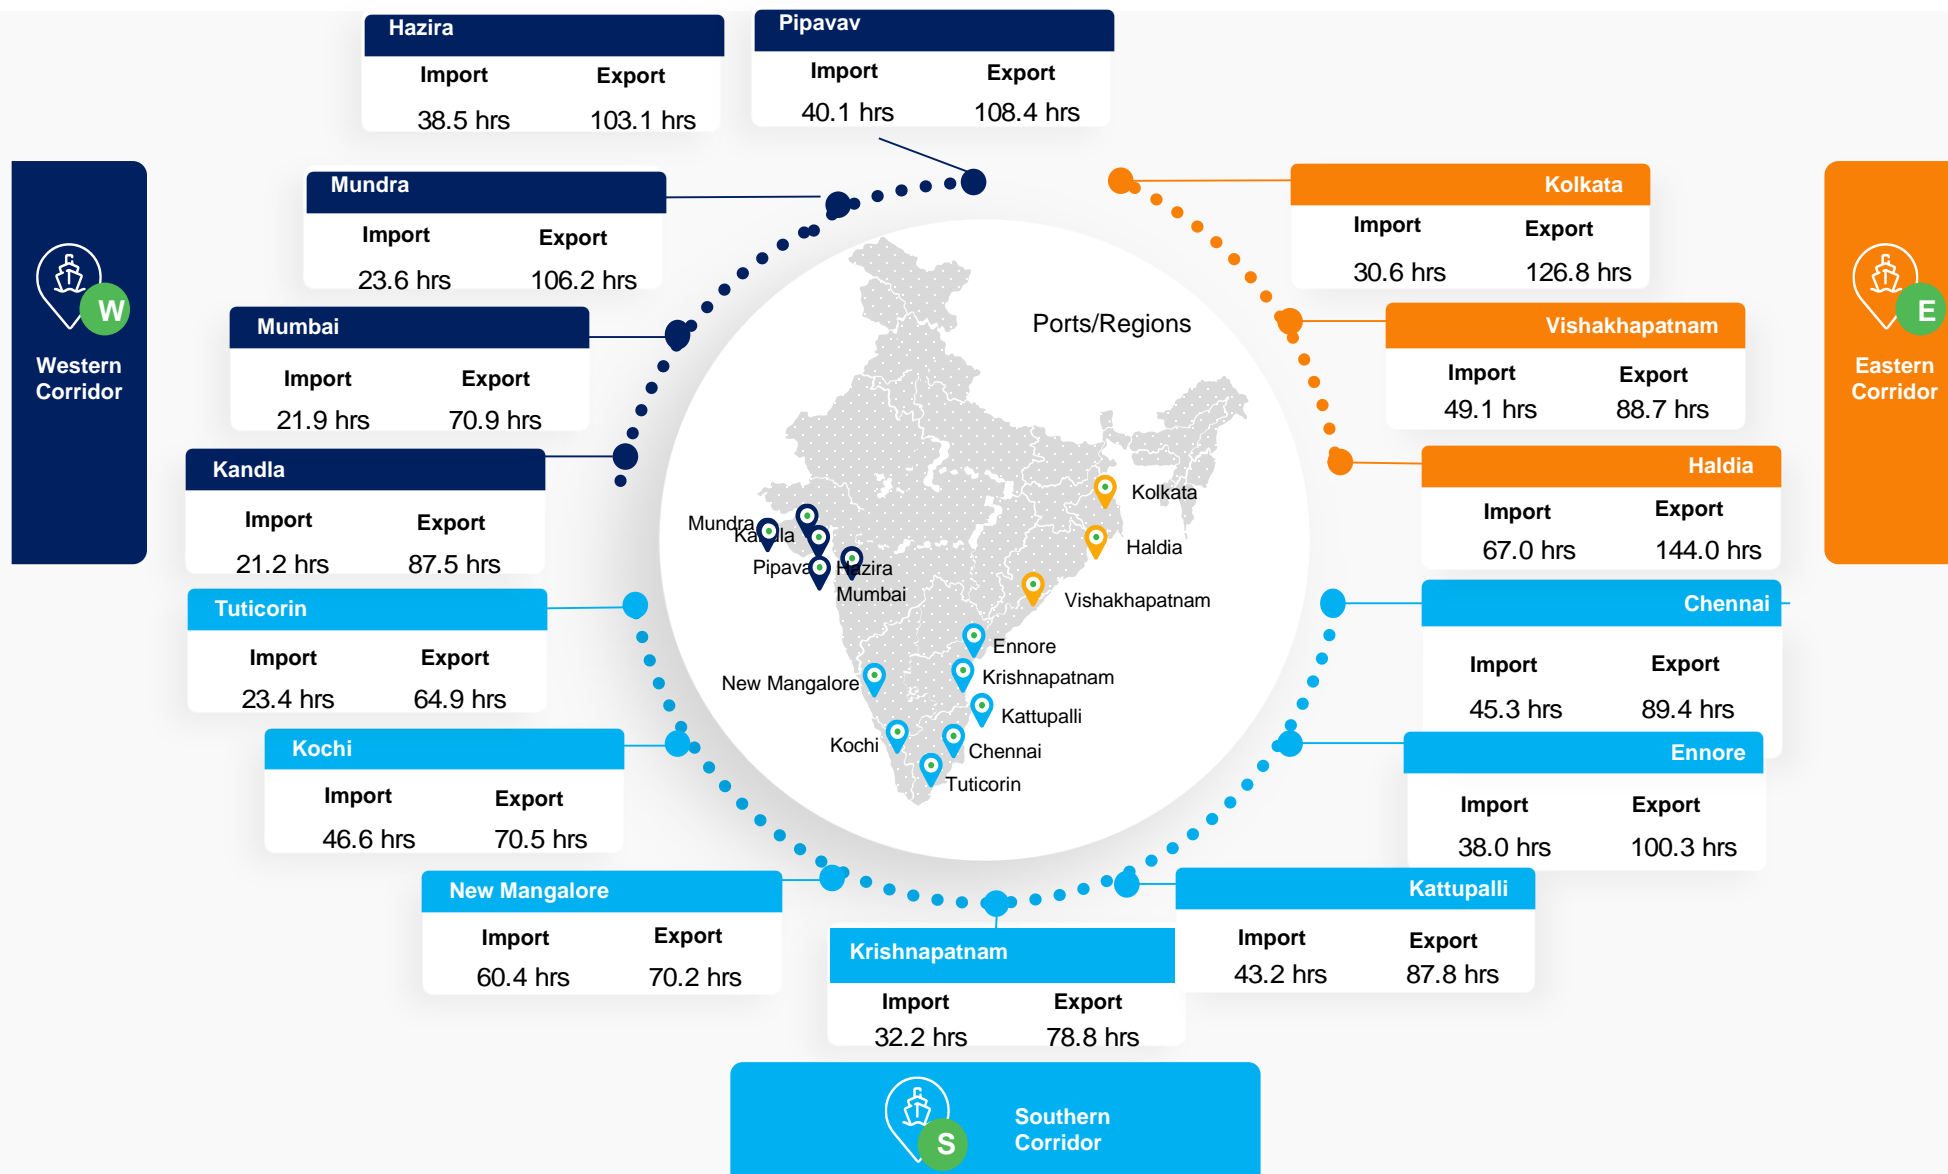 Hazira
Import Export
38.5 hrs 103.1 hrs
Pipavav
Import Export
40.1 hrs 108.4 hrs
Mundra
Import Export
23.6 hrs 106.2 hrs
Mumbai
Import Export
21.9 hrs 70.9 hrs
Kandla
Import Export
21.2 hrs 87.5 hrs
W
Western
Corridor
Kolkata
Import Export
30.6 hrs 126.8 hrs
Vishakhapatnam
Import Export
49.1 hrs 88.7 hrs
Haldia
Import Export
67.0 hrs 144.0 hrs
E
Eastern
Corridor
Ports/Regions
Kolkata
Mundra
Kandla
Haldia
Pipavav
Hazira
Mumbai
Vishakhapatnam
Ennore
New Mangalore
Krishnapatnam
Kattupalli
Kochi
Chennai
Tuticorin
Tuticorin
Import Export
23.4 hrs 64.9 hrs
Kochi
Import Export
46.6 hrs 70.5 hrs
New Mangalore
Import Export
60.4 hrs 70.2 hrs
Krishnapatnam
Import Export
32.2 hrs 78.8 hrs
Chennai
Import Export
45.3 hrs 89.4 hrs
Ennore
Import Export
38.0 hrs 100.3 hrs
Kattupalli
Import Export
43.2 hrs 87.8 hrs
S
Southern
Corridor